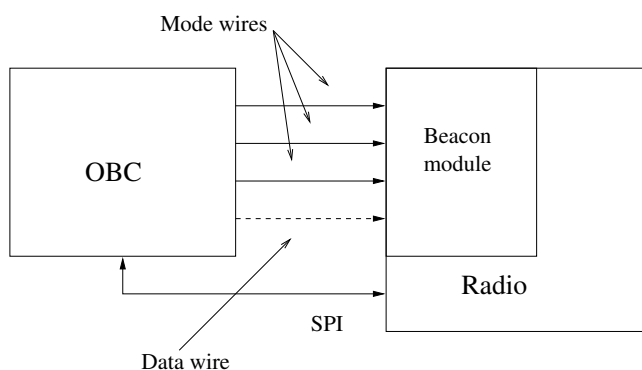 Mode wires
OBC
Beacon
module
Radio
SPI
Data wire